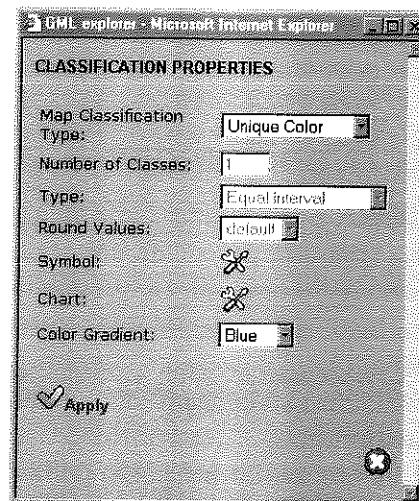 GML explorer - Microsoft Internet Explorer
CLASSIFICATION PROPERTIES
Map Classification
Type:
Unique Color
Number of Classes:
1
Type:
Equal interval
Round Values:
default
Symbol:
Chart:
Color Gradient:
Blue
Apply